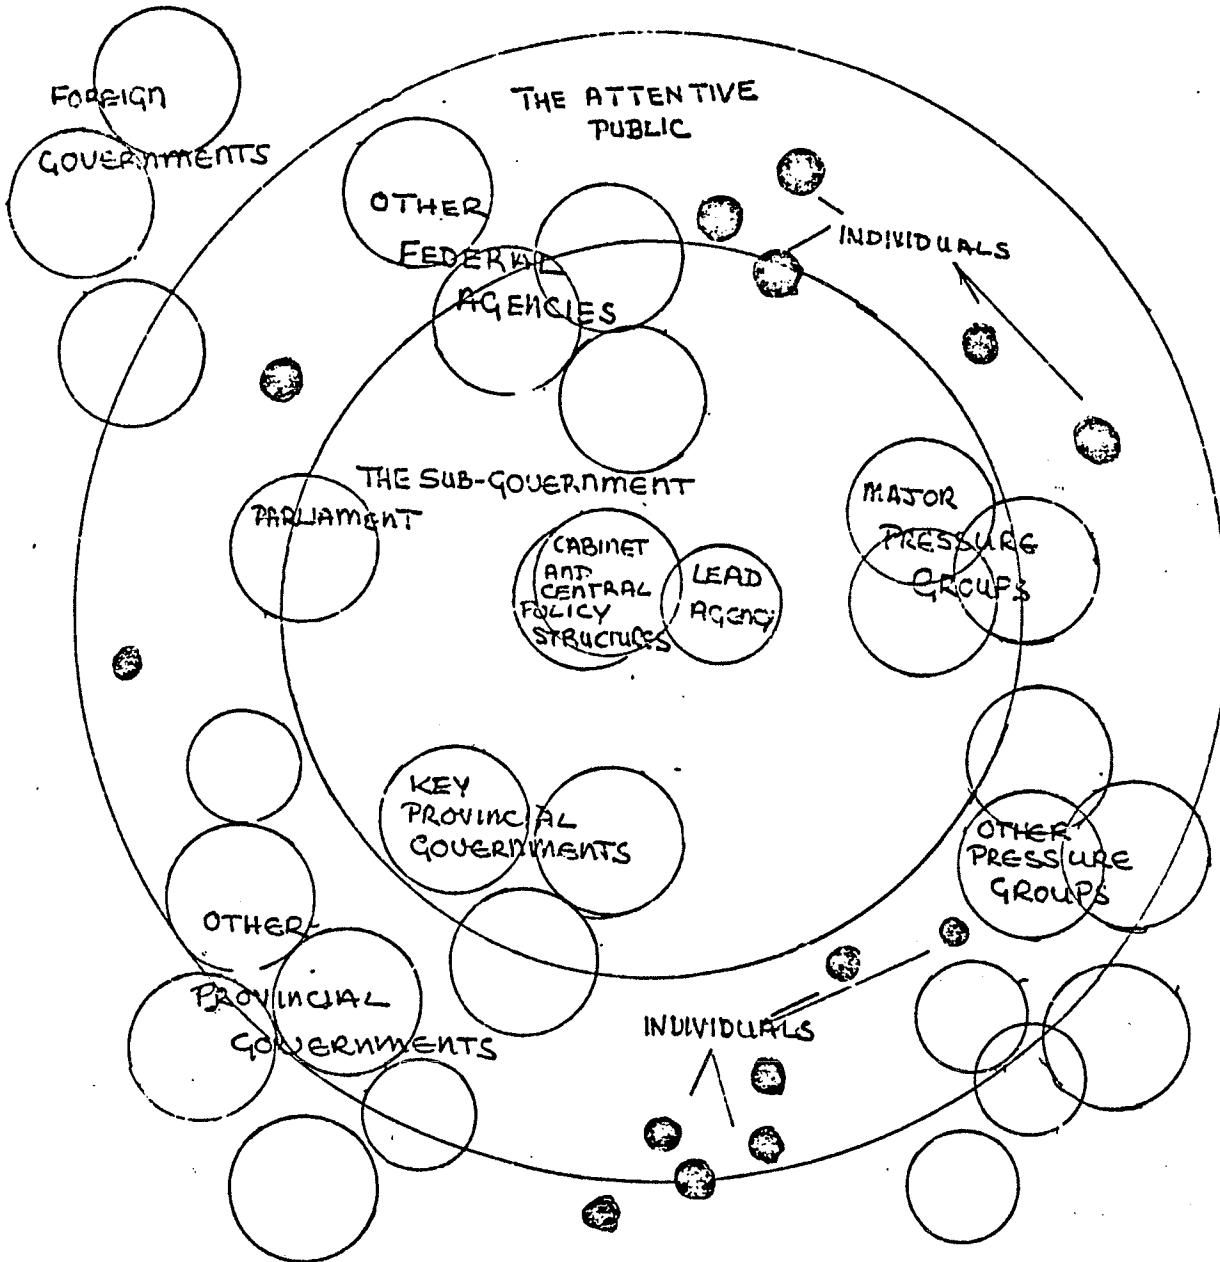 FOREIGN
GOVERNMENTS
THE ATTENTIVE
PUBLIC
OTHER
FEDERAL
AGENCIES
INDIVIDUALS
THE SUB-GOVERNMENT
PARLIAMENT
CABINET
AND
CENTRAL
POLICY
STRUCTURES
LEAD
AGENCY
MAJOR
PRESSURE
GROUPS
KEY
PROVINCIAL
GOVERNMENTS
OTHER
PRESSURE
GROUPS
OTHER
PROVINCIAL
GOVERNMENTS
INDIVIDUALS